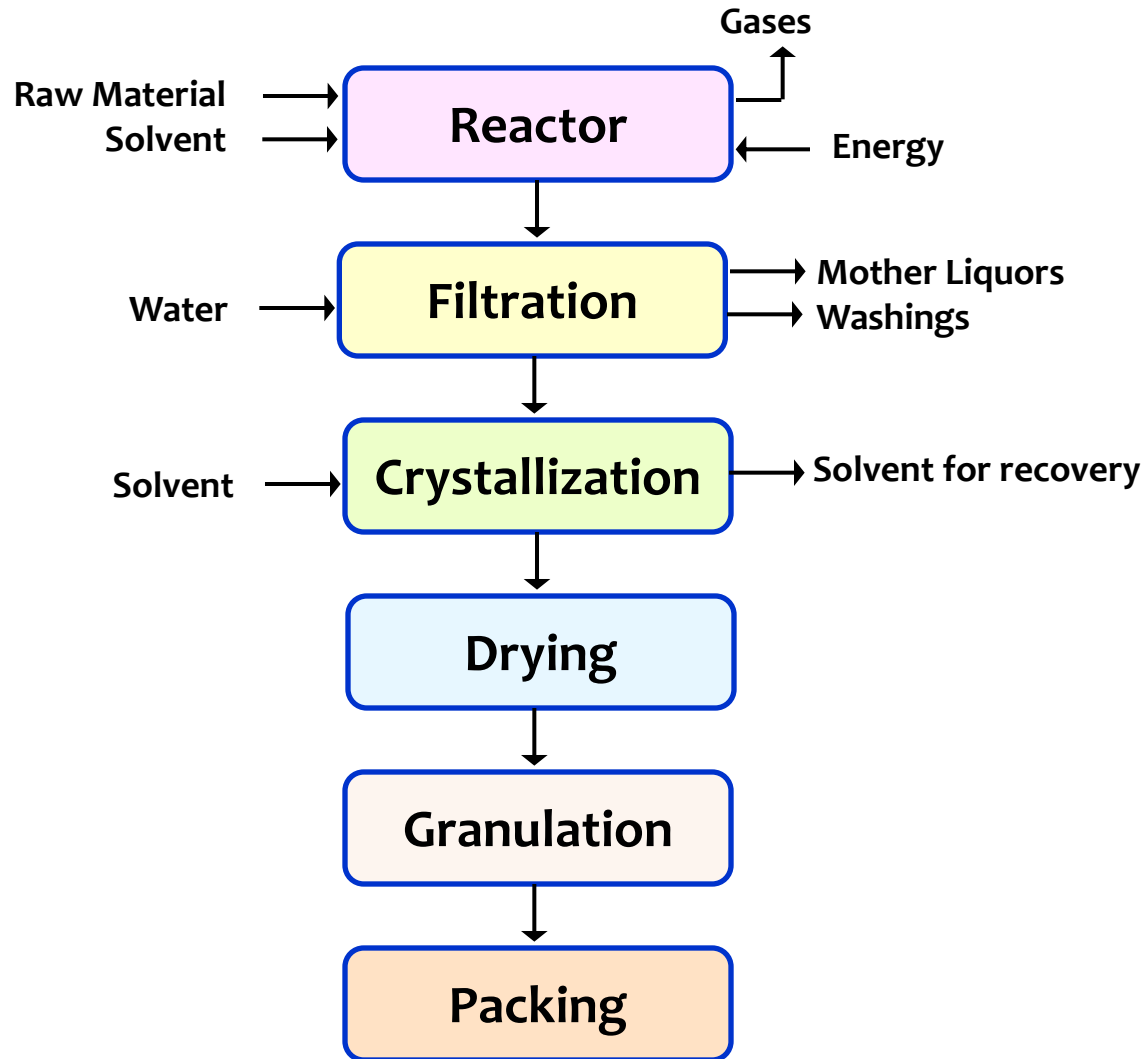 Gases
Raw Material
Solvent
Reactor
Energy
Water
Filtration
Mother Liquors
Washings
Solvent
Crystallization
Solvent for recovery
Drying
Granulation
Packing